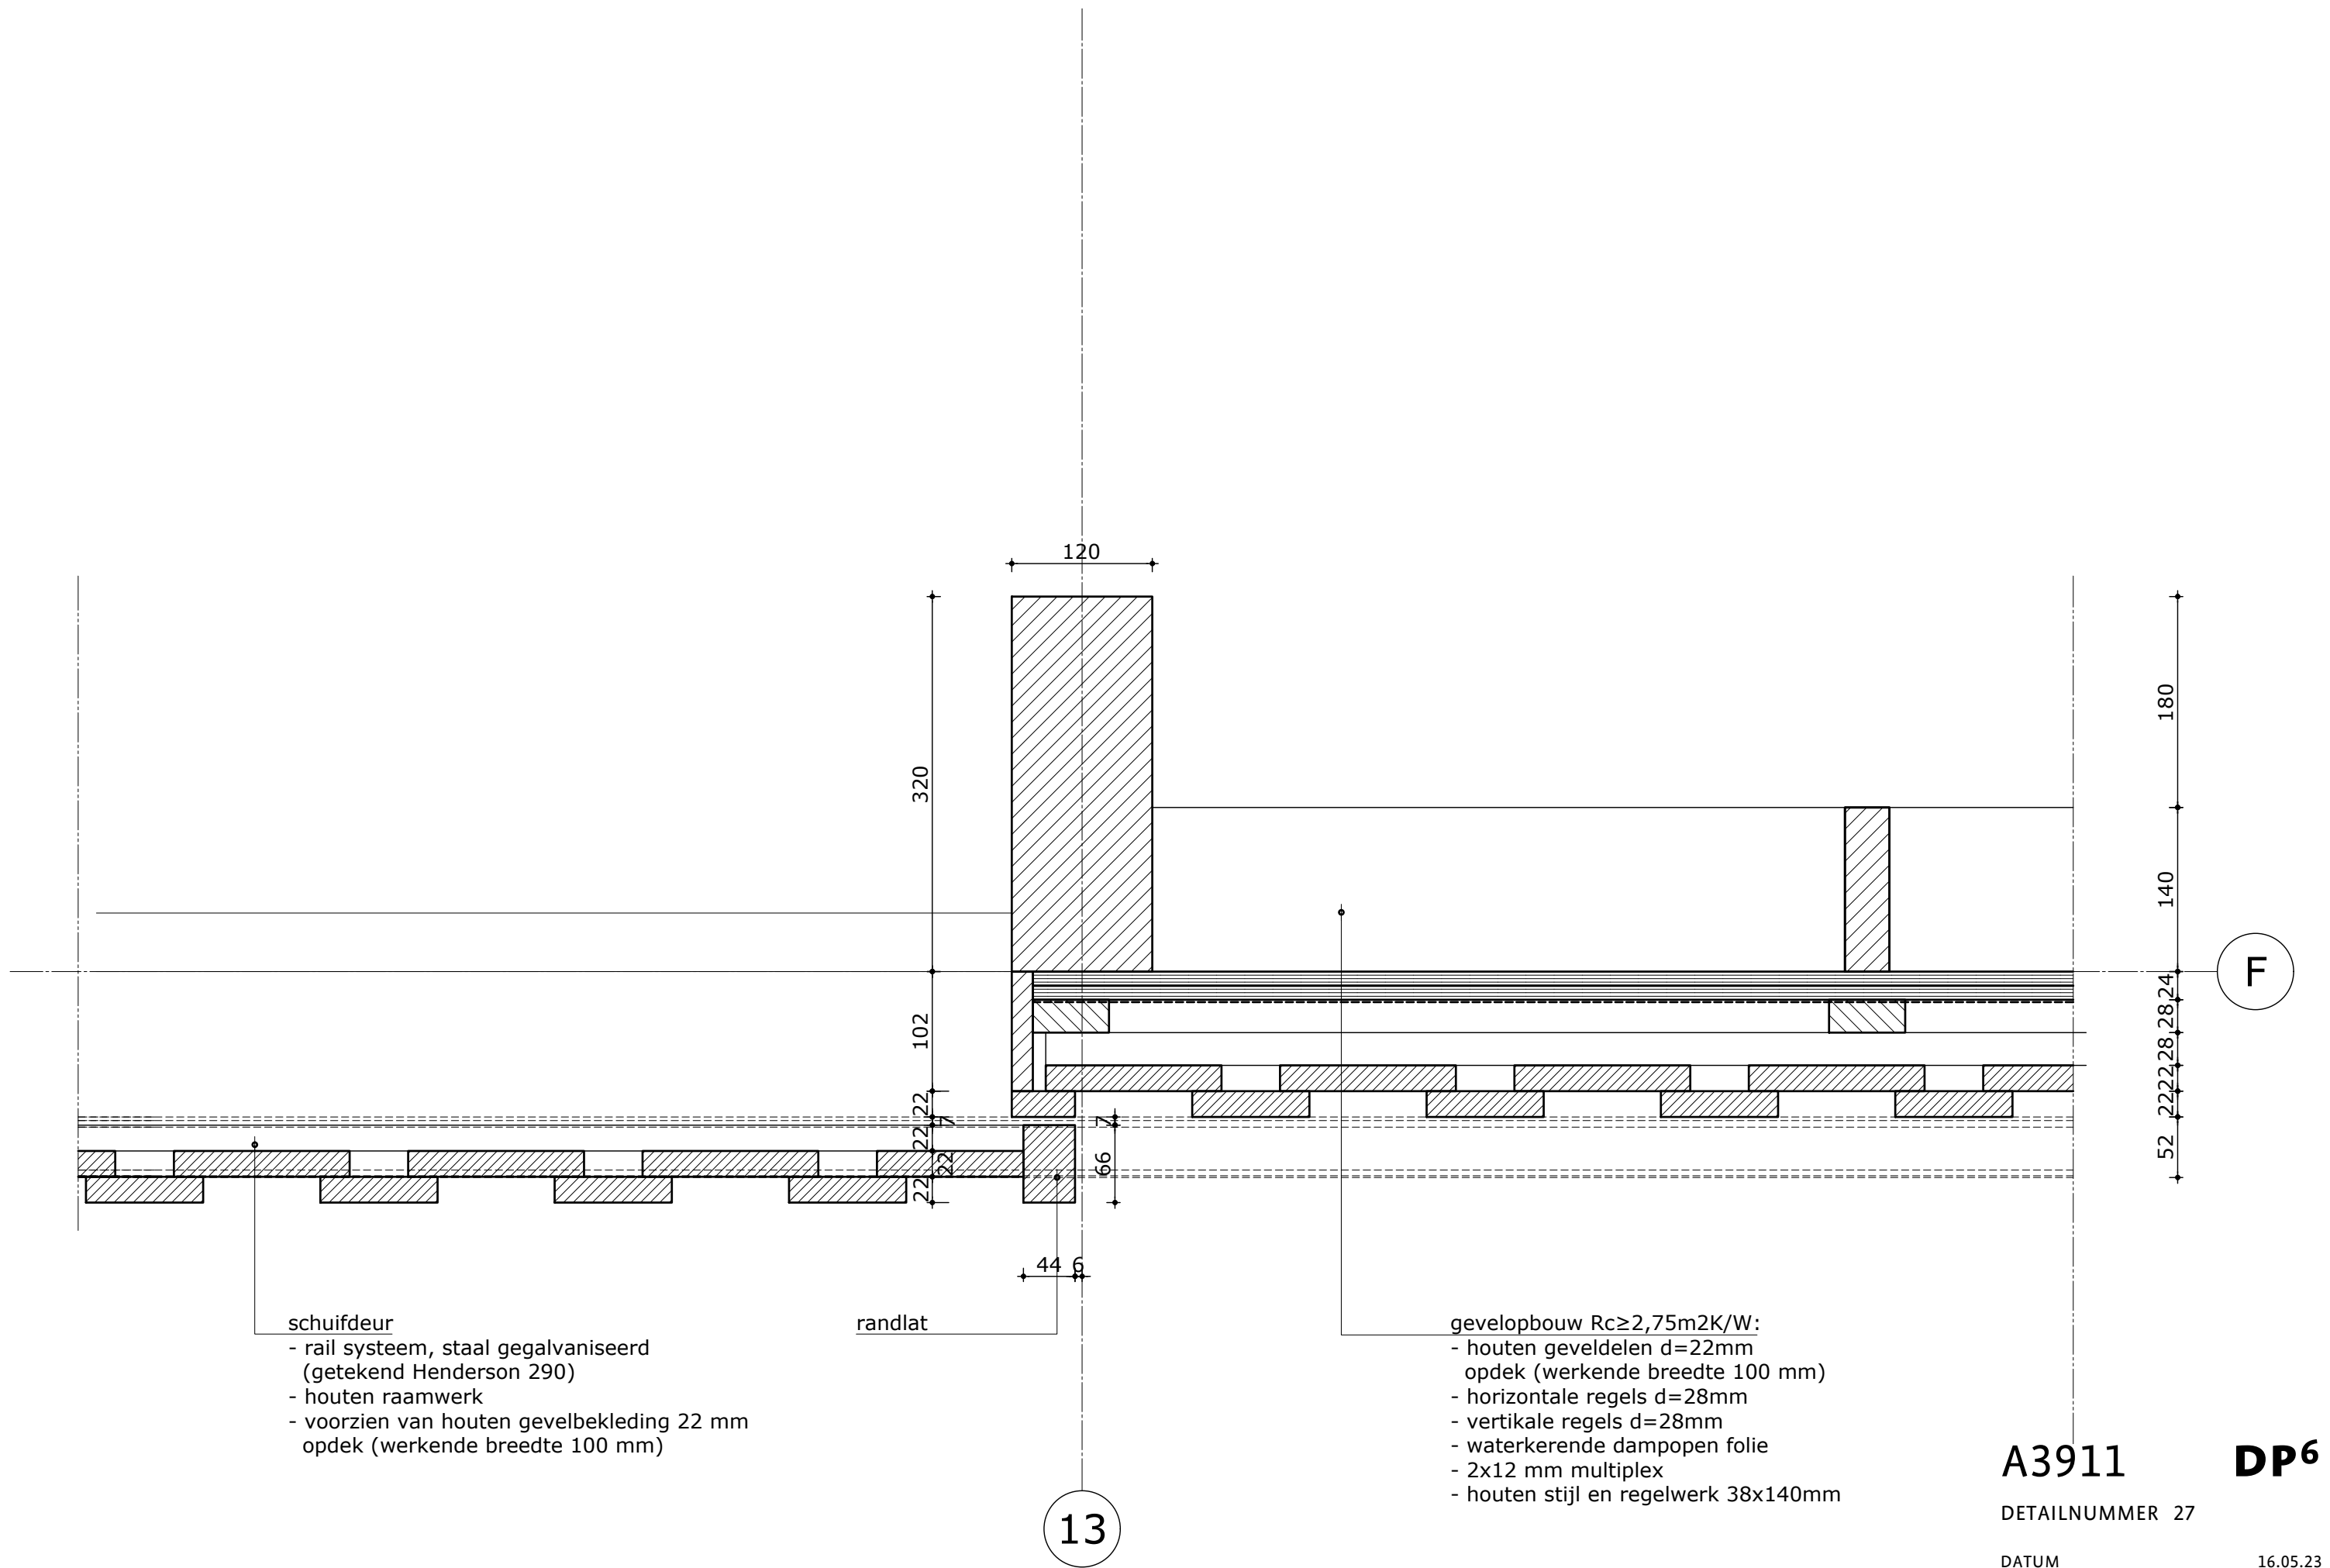 120
320
102
22
7
22
22
22
7
66
44 6
180
140
24
28
28
22
22
52
F
schuifdeur
- rail systeem, staal gegalvaniseerd
(getekend Henderson 290)
- houten raamwerk
- voorzien van houten gevelbekleding 22 mm
opdek (werkende breedte 100 mm)
randlat
gevelopbouw Rc≥2,75m2K/W:
- houten geveldelen d=22mm
opdek (werkende breedte 100 mm)
- horizontale regels d=28mm
- vertikale regels d=28mm
- waterkerende dampopen folie
- 2x12 mm multiplex
- houten stijl en regelwerk 38x140mm
13
A3911 DP6
DETAILNUMMER 27
DATUM 16.05.23